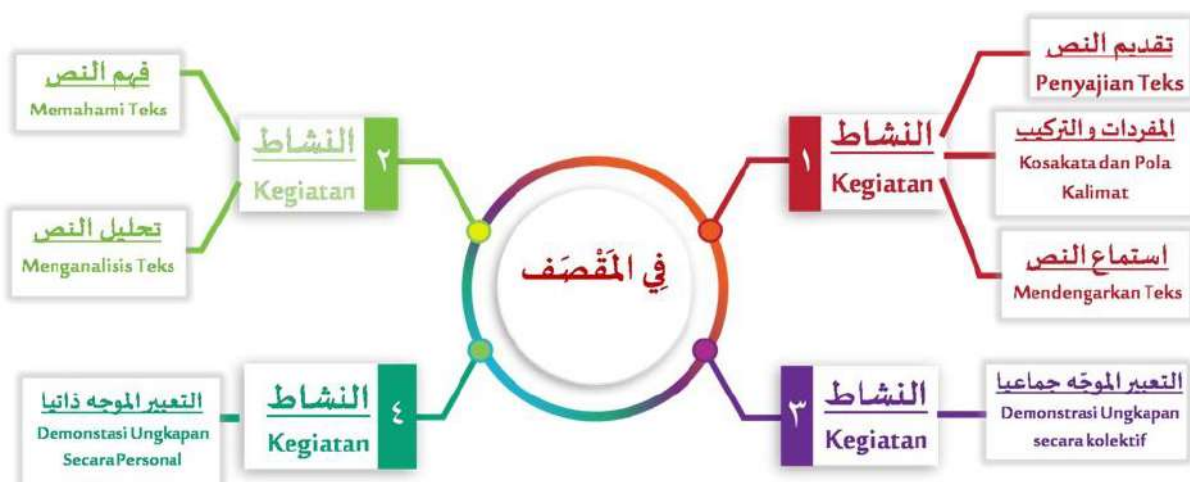 فِي المَقْصَف
١
النشاط
Kegiatan
تقديم النص
Penyajian Teks
المفردات والتركيب
Kosakata dan Pola
Kalimat
استماع النص
Mendengarkan Teks
٢
النشاط
Kegiatan
فهم النص
Memahami Teks
تحليل النص
Menganalisis Teks
٣
النشاط
Kegiatan
التعبير الموجّه جماعيا
Demonstrasi Ungkapan
secara kolektif
٤
النشاط
Kegiatan
التعبير الموجه ذاتيا
Demonstasi Ungkapan
Secara Personal